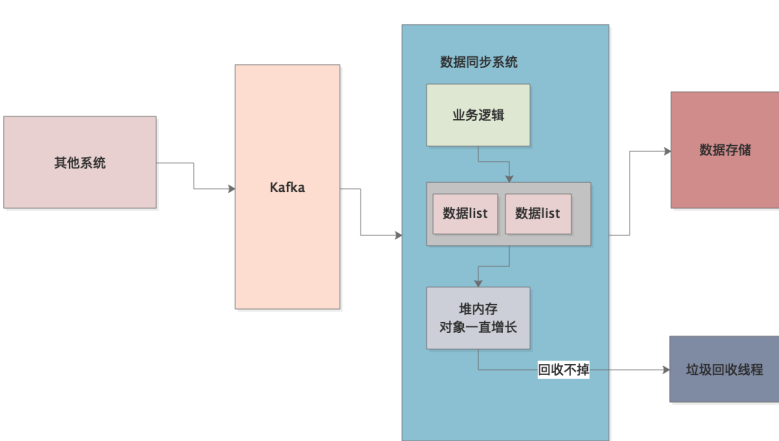 数据同步系统
业务逻辑
其他系统
Kafka
数据list
数据list
数据存储
堆内存
对象一直增长
回收不掉
垃圾回收线程